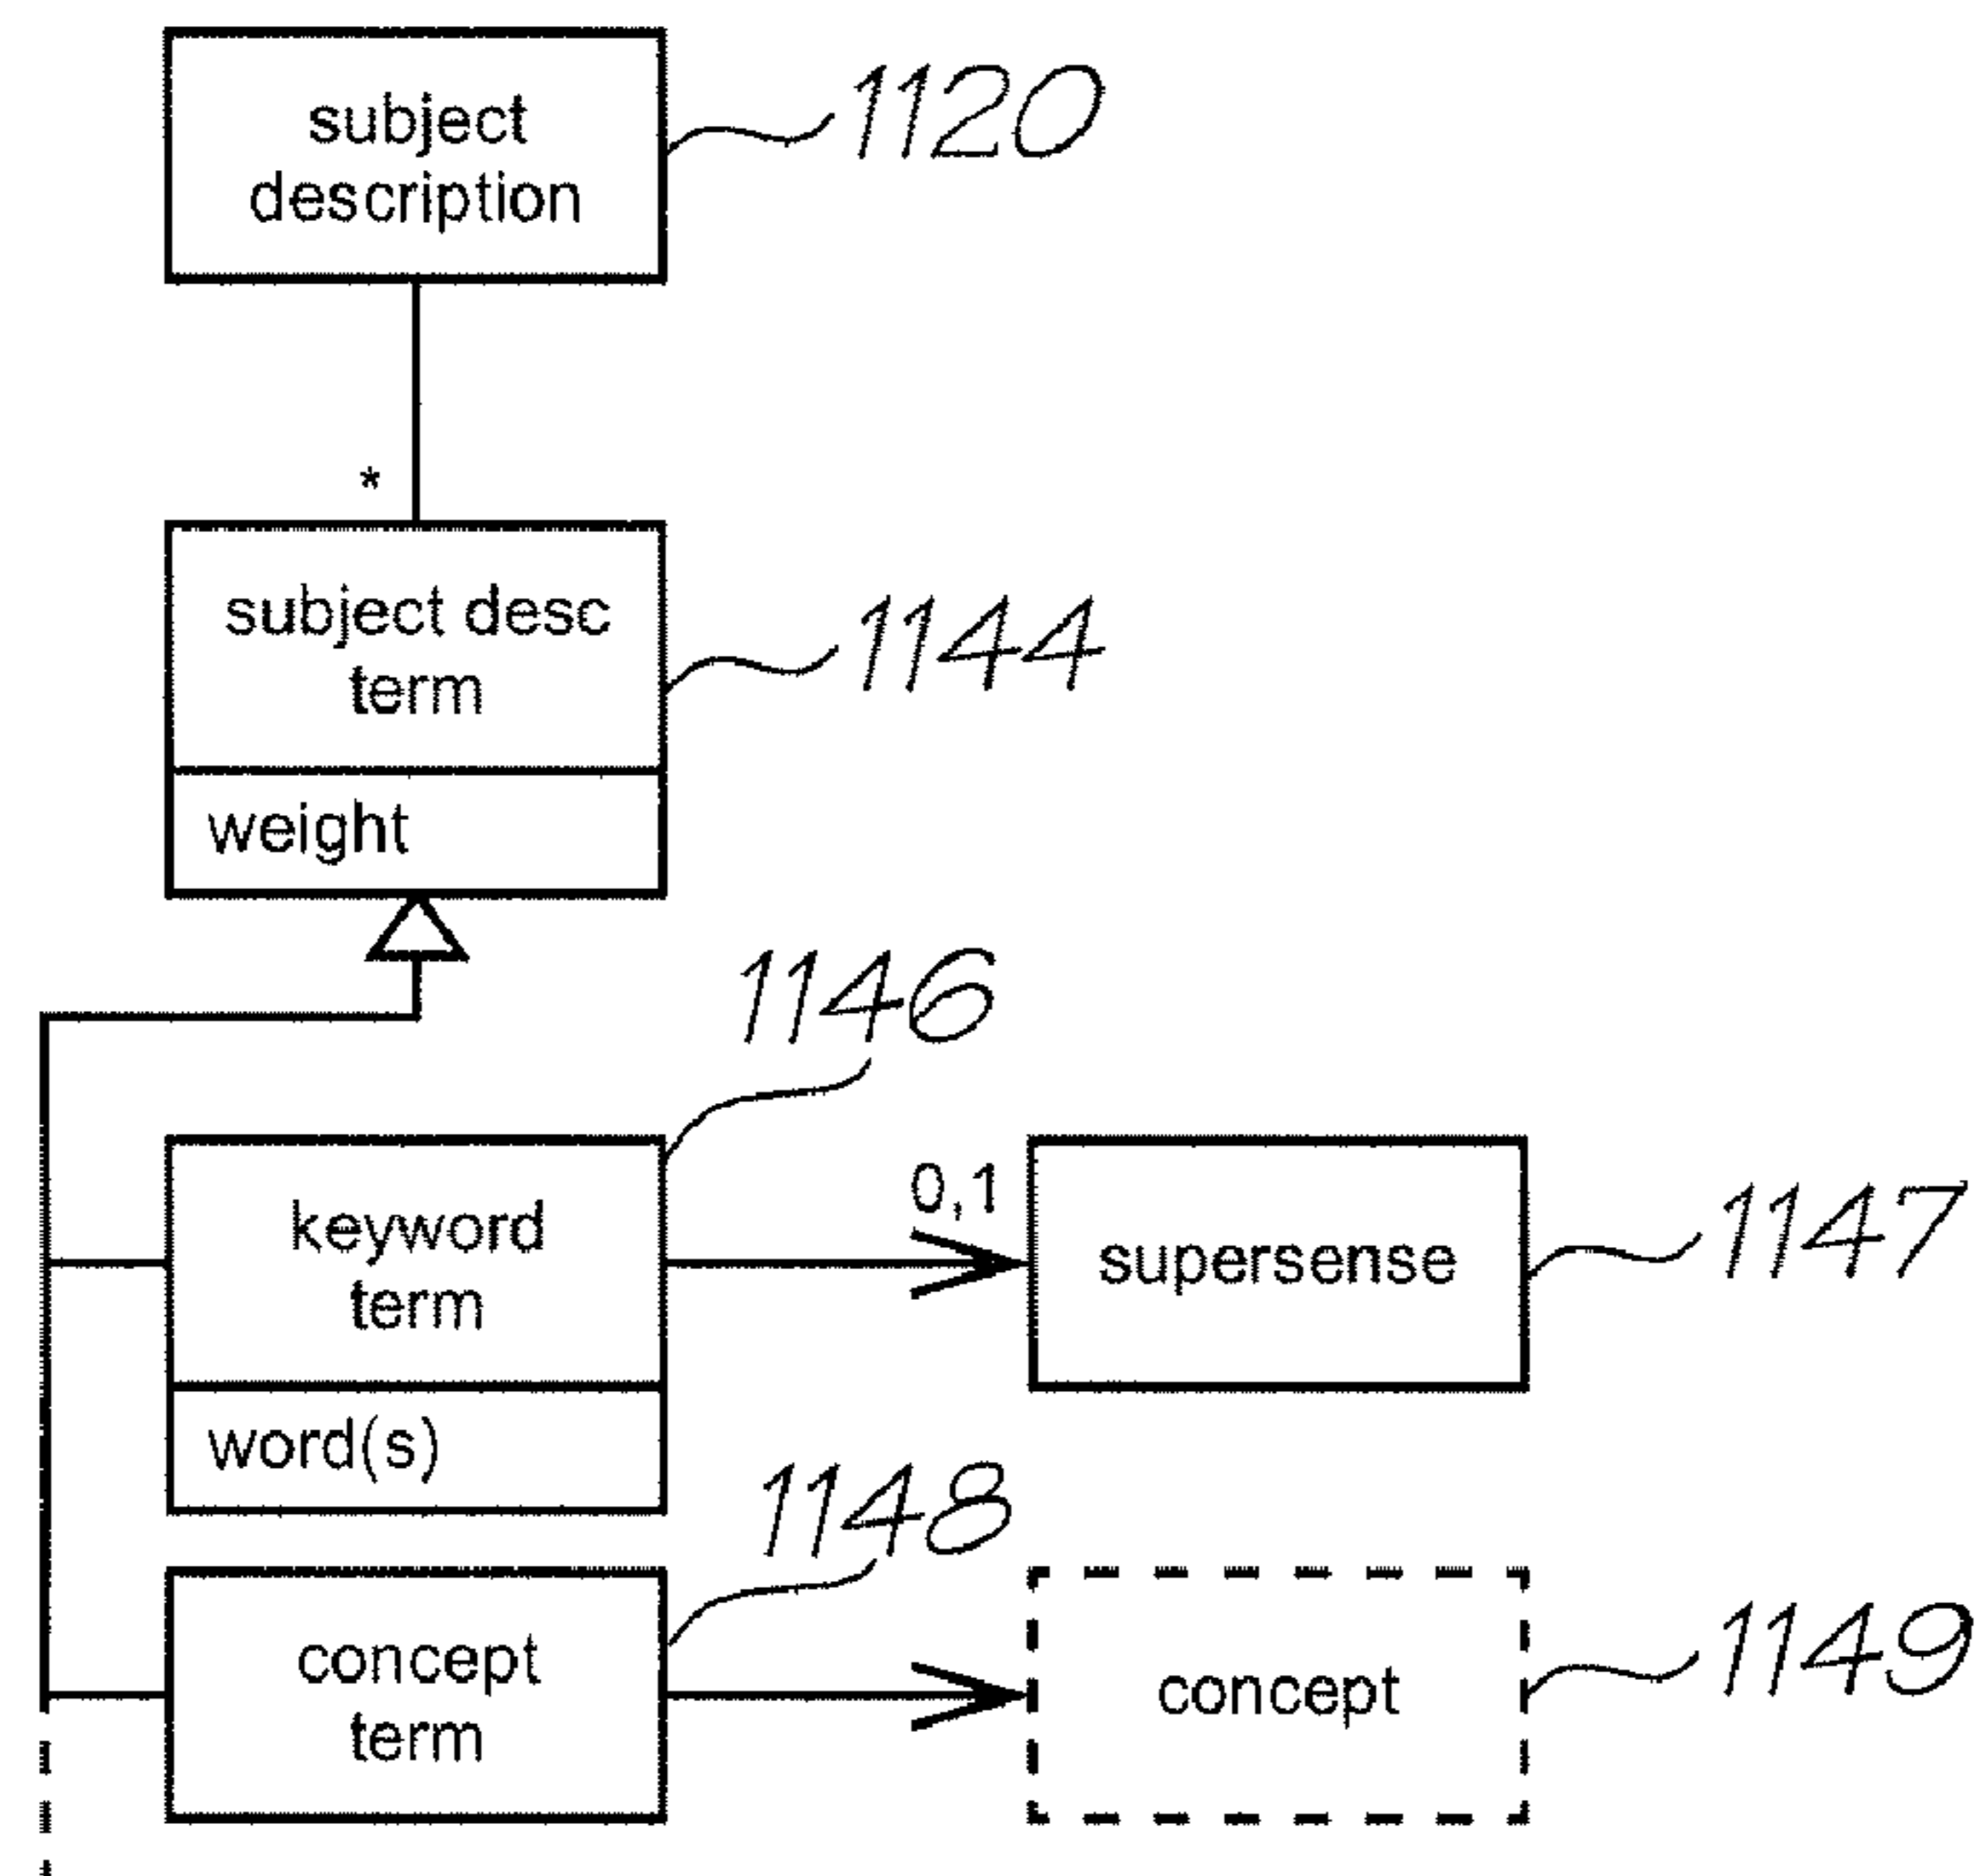 subject
description
1120
*
subject desc
term
1144
weight
1146
keyword
term
0,1
supersense
1147
word(s)
1148
concept
term
concept
1149